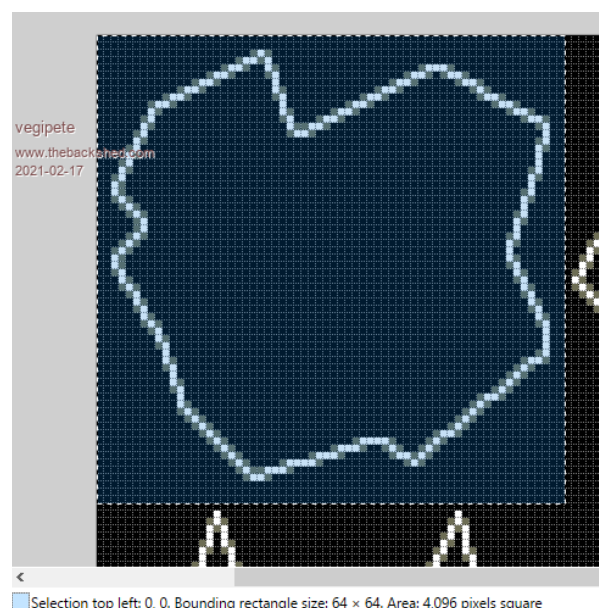 vegipete
www.thebackshed.com
2021-02-17
Selection top left: 0, 0. Bounding rectangle size: 64 × 64. Area: 4,096 pixels square